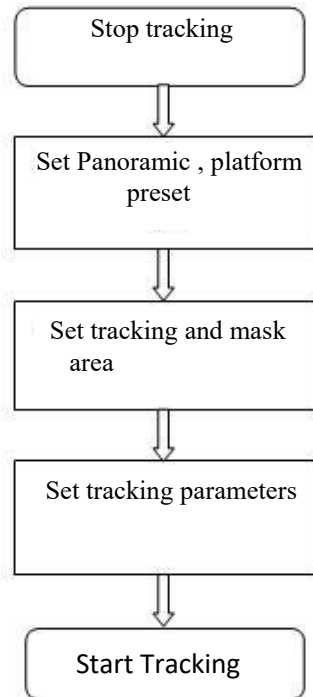 Stop tracking
Set Panoramic , platform
preset
Set tracking and mask
area
Set tracking parameters
Start Tracking